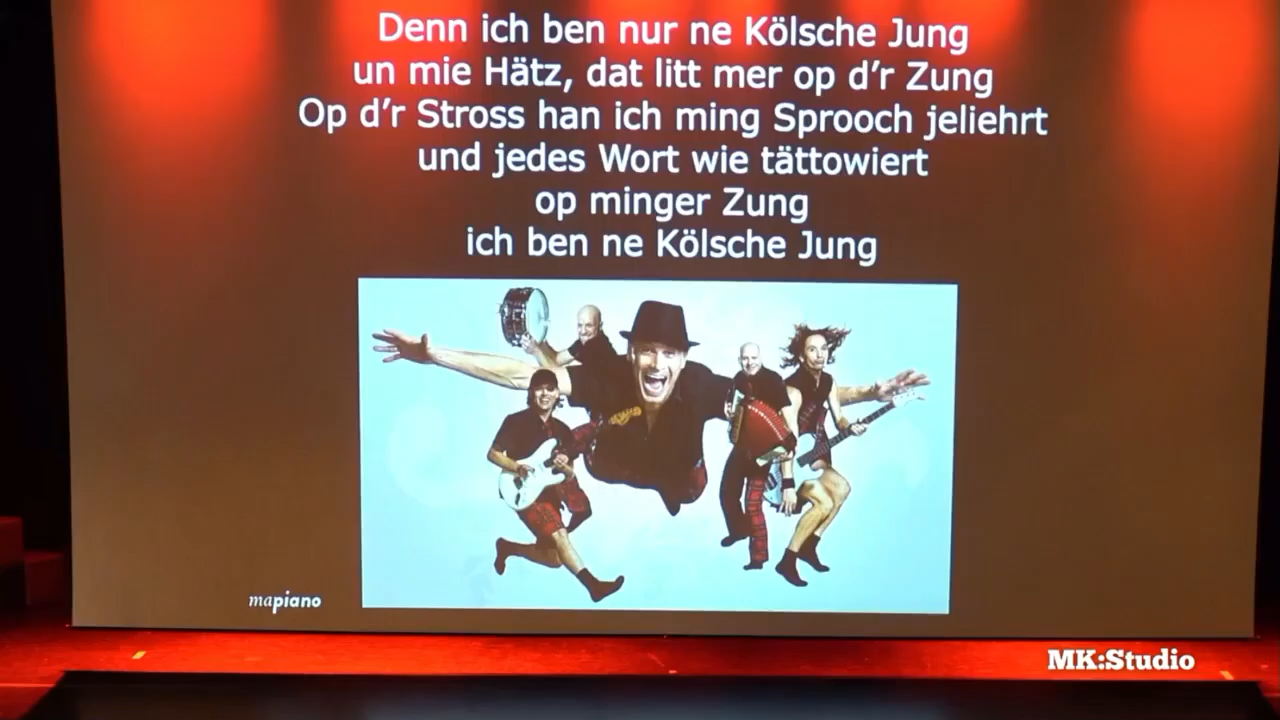 Denn ich ben nur ne Kölsche Jung
un mie Hätz, dat litt mer op d’r Zung
Op d’r Stross han ich ming Sprooch jeliehrt
und jedes Wort wie tättowiert
op minger Zung
ich ben ne Kölsche Jung
mapiano
MK:Studio